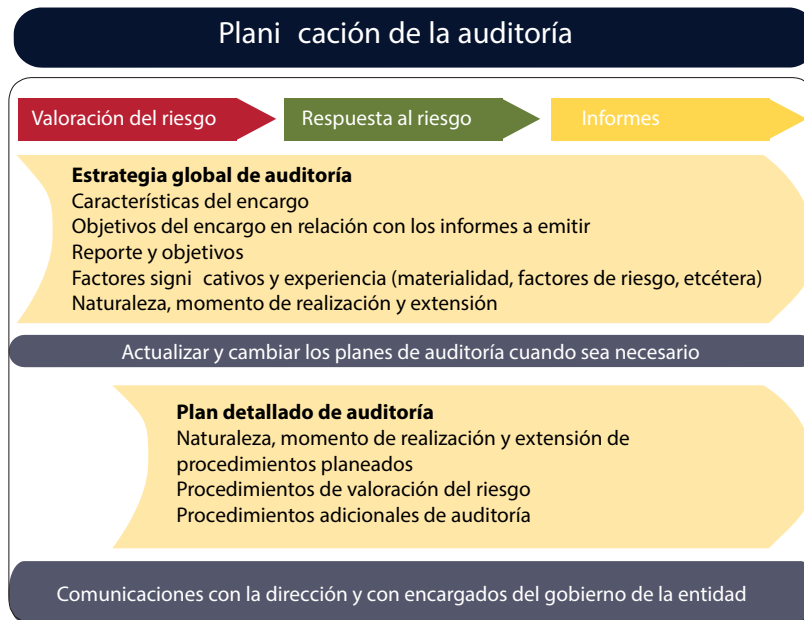 Plani cación de la auditoría
Valoración del riesgo
Respuesta al riesgo
Informes
Estrategia global de auditoría
Características del encargo
Objetivos del encargo en relación con los informes a emitir
Reporte y objetivos
Factores signi cativos y experiencia (materialidad, factores de riesgo, etcétera)
Naturaleza, momento de realización y extensión
Actualizar y cambiar los planes de auditoría cuando sea necesario
Plan detallado de auditoría
Naturaleza, momento de realización y extensión de
procedimientos planeados
Procedimientos de valoración del riesgo
Procedimientos adicionales de auditoría
Comunicaciones con la dirección y con encargados del gobierno de la entidad